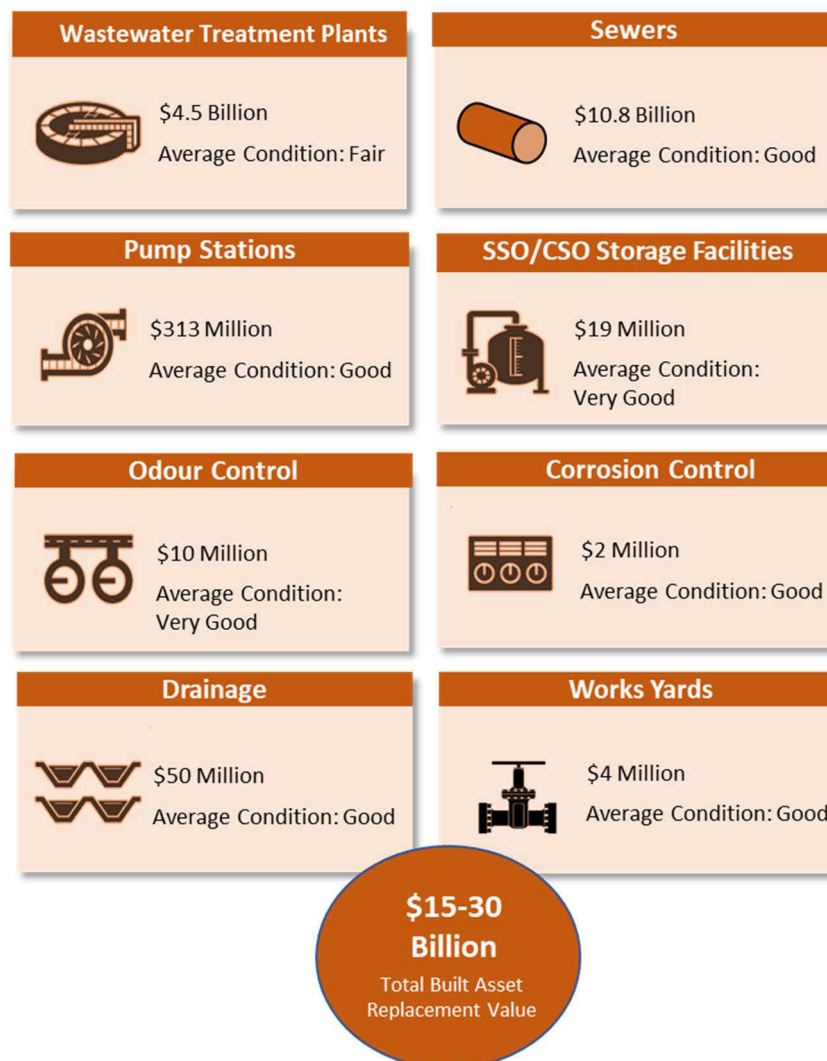 Wastewater Treatment Plants
$4.5 Billion
Average Condition: Fair
Sewers
$10.8 Billion
Average Condition: Good
Pump Stations
$313 Million
Average Condition: Good
SSO/CSO Storage Facilities
$19 Million
Average Condition:
Very Good
Odour Control
$10 Million
Average Condition:
Very Good
Corrosion Control
$2 Million
Average Condition: Good
Drainage
$50 Million
Average Condition: Good
Works Yards
$4 Million
Average Condition: Good
$15-30
Billion
Total Built Asset
Replacement Value